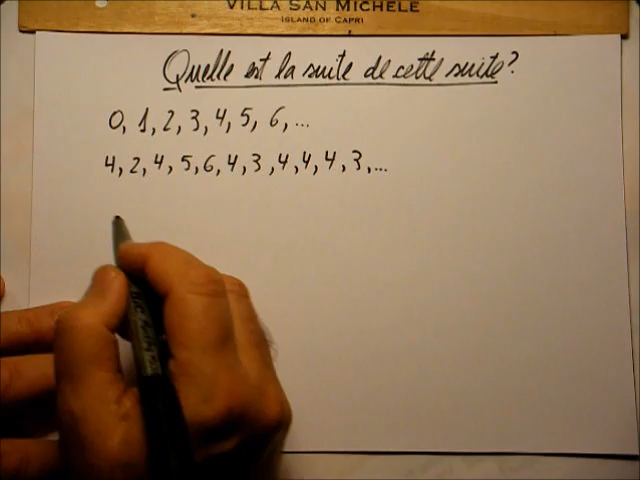 VILLA SAN MICHELE
ISLAND OF CAPRI
Quelle est la suite de cette suite?
0, 1, 2, 3, 4, 5, 6, ...
4, 2, 4, 5, 6, 4, 3, 4, 4, 4, 3, ...